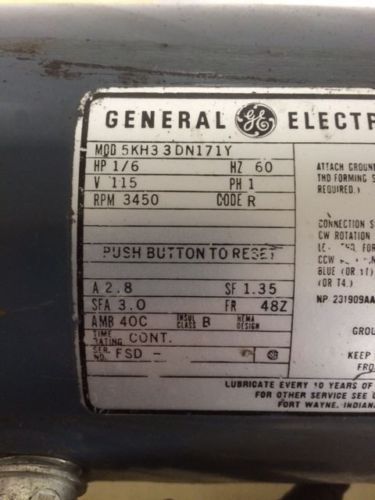 GENERAL GE ELECTR
MOD 5KH33DN171Y
HP 1/6 HZ 60
V 115 PH 1
RPM 3450 CODE R
PUSH BUTTON TO RESET
A 2.8 SF 1.35
SFA 3.0 FR 48Z
AMB 40C INSUL CLASS B NEMA DESIGN
TIME RATING CONT.
SER. NO. FSD -
ATTACH GROUN
THD FORMING S
REQUIRED.)
CONNECTION S
CW ROTATION
FOR
CCW
BLUE (OR
(OR T4.)
NP 231909AA
GROU
KEEP
FRO
LUBRICATE EVERY 10 YEARS OF
FOR OTHER SERVICE SEE
FORT WAYNE, INDIAN